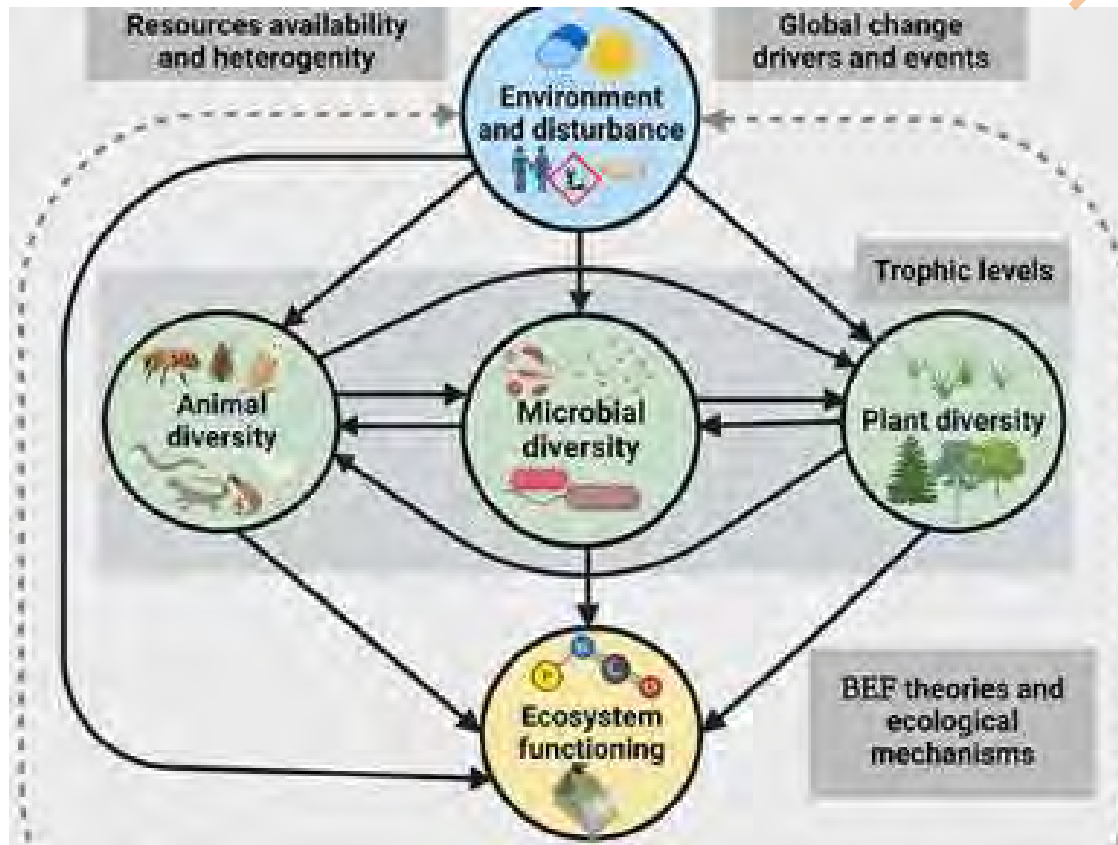 Resources availability
and heterogenity
Global change
drivers and events
Environment
and disturbance
Trophic levels
Animal
diversity
Microbial
diversity
Plant diversity
P
Ecosystem
functioning
BEF theories and
ecological
mechanisms